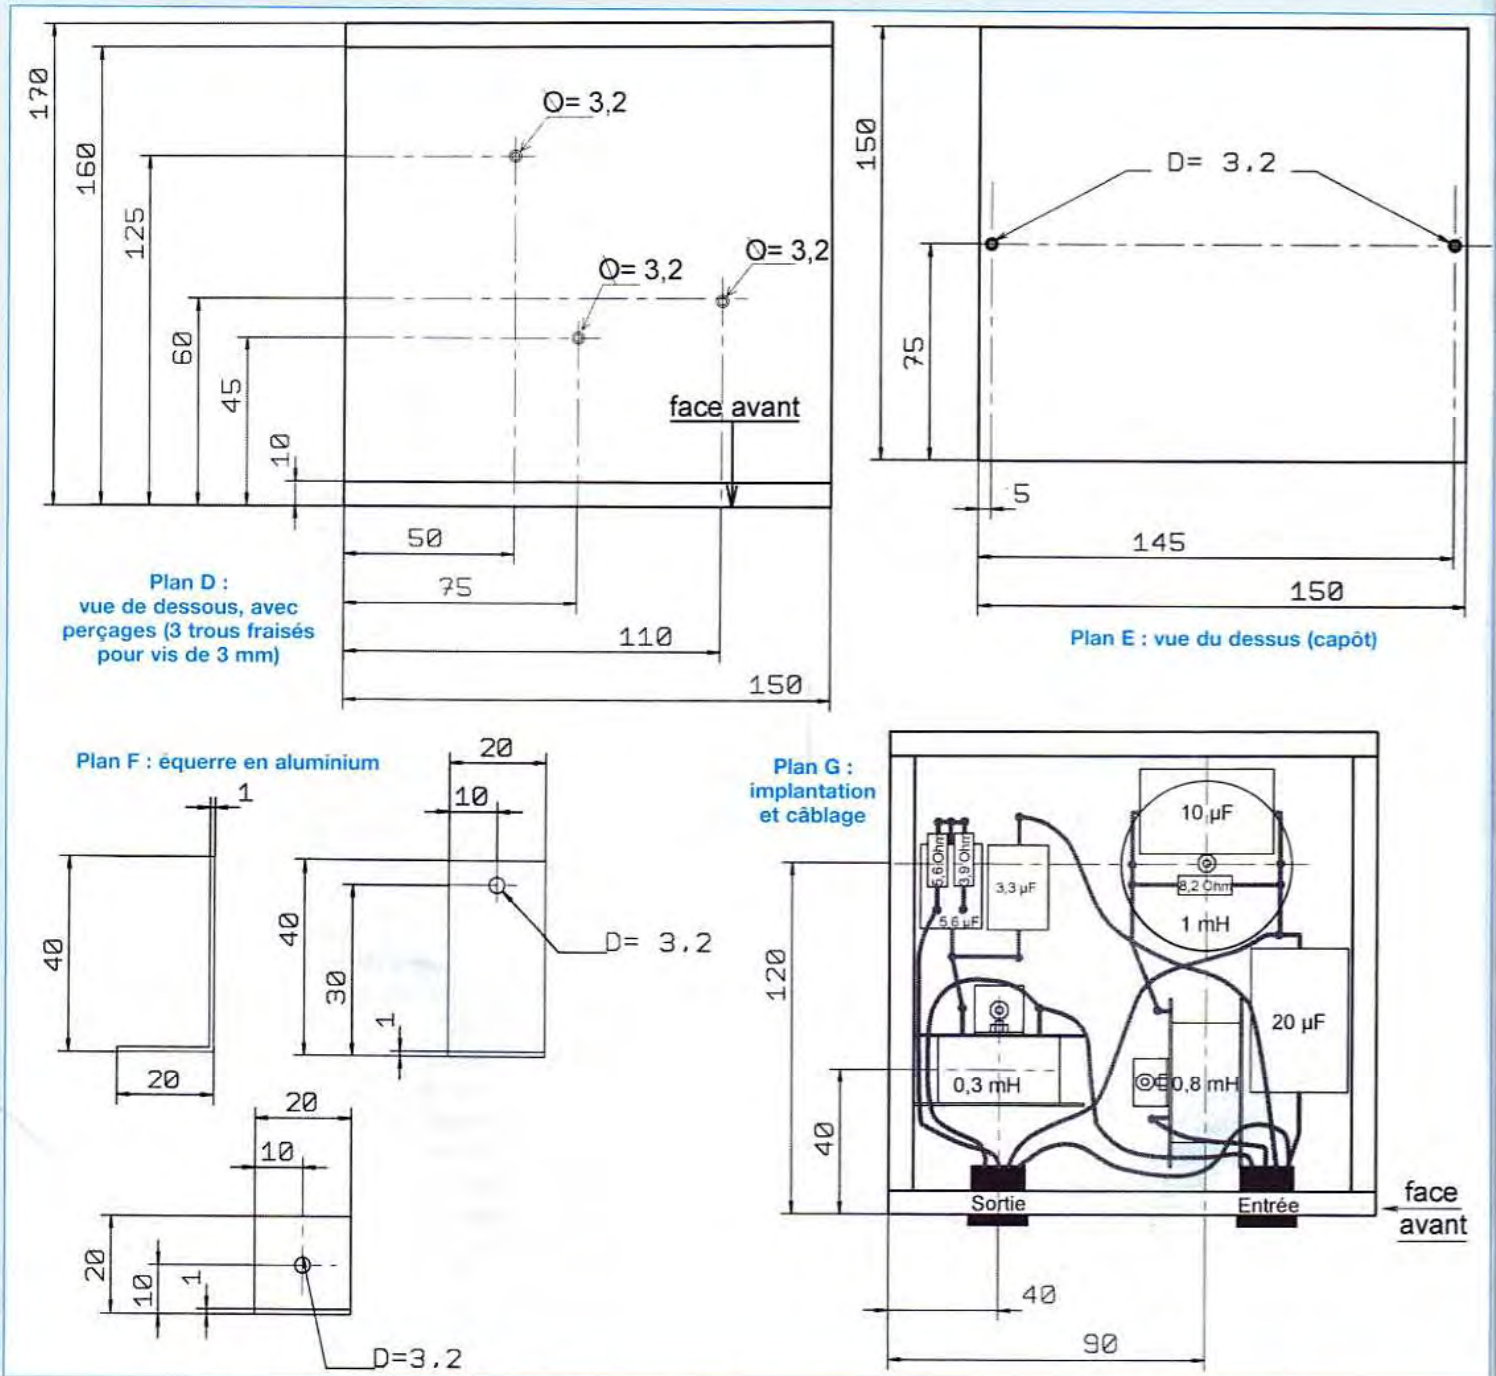 170
160
125
60
45
10
Ø= 3,2
Ø= 3,2
Ø= 3,2
face avant
50
75
110
150
Plan D :
vue de dessous, avec
perçages (3 trous fraisés
pour vis de 3 mm)
150
75
D= 3.2
5
145
150
Plan E : vue du dessus (capôt)
Plan F : équerre en aluminium
1
40
20
20
10
40
30
1
D= 3.2
20
10
20
10
1
D=3.2
Plan G :
implantation
et câblage
10 µF
5,6 Ohm
3,9 Ohm
3,3 µF
5,6 µF
8,2 Ohm
1 mH
20 µF
0,3 mH
0,8 mH
120
40
Sortie
Entrée
face
avant
40
90